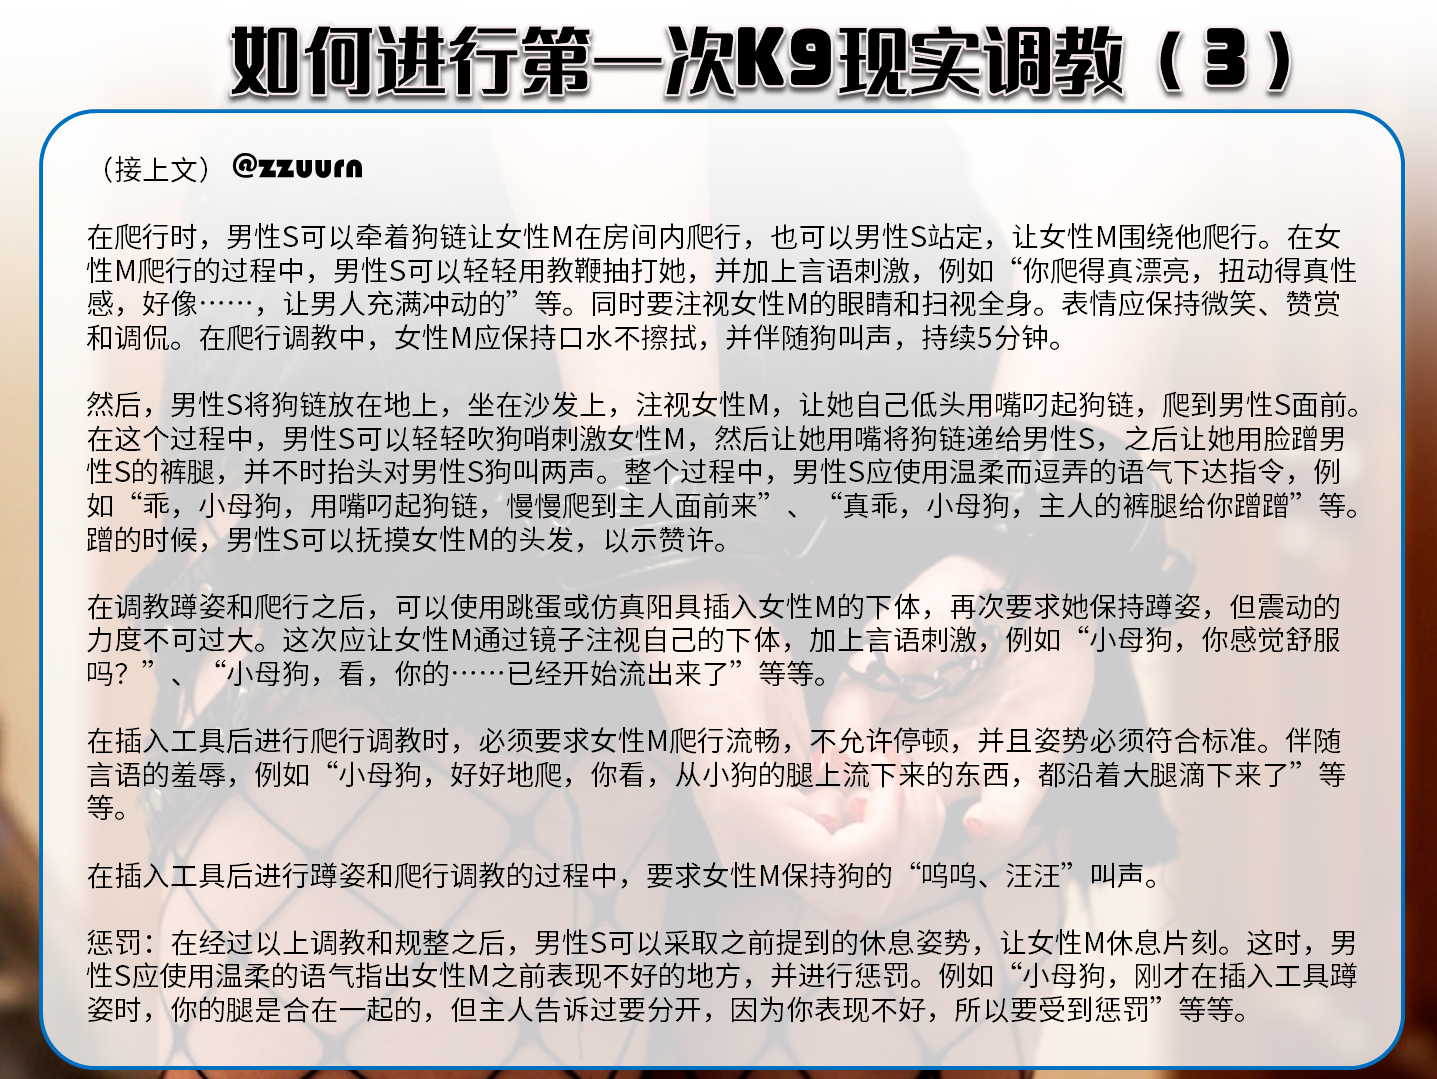 如何进行第一次K9现实调教（3）
（接上文）@zzuurn
在爬行时，男性S可以牵着狗链让女性M在房间内爬行，也可以男性S站定，让女性M围绕他爬行。在女
性M爬行的过程中，男性S可以轻轻用教鞭抽打她，并加上言语刺激，例如“你爬得真漂亮，扭动得真性
感，好像……，让男人充满冲动的”等。同时要注视女性M的眼睛和扫视全身。表情应保持微笑、赞赏
和调侃。在爬行调教中，女性M应保持口水不擦拭，并伴随狗叫声，持续5分钟。
然后，男性S将狗链放在地上，坐在沙发上，注视女性M，让她自己低头用嘴叼起狗链，爬到男性S面前。
在这个过程中，男性S可以轻轻吹狗哨刺激女性M，然后让她用嘴将狗链递给男性S，之后让她用脸蹭男
性S的裤腿，并不时抬头对男性S狗叫两声。整个过程中，男性S应使用温柔而逗弄的语气下达指令，例
如“乖，小母狗，用嘴叼起狗链，慢慢爬到主人面前来”、“真乖，小母狗，主人的裤腿给你蹭蹭”等。
蹭的时候，男性S可以抚摸女性M的头发，以示赞许。
在调教蹲姿和爬行之后，可以使用跳蛋或仿真阳具插入女性M的下体，再次要求她保持蹲姿，但震动的
力度不可过大。这次应让女性M通过镜子注视自己的下体，加上言语刺激，例如“小母狗，你感觉舒服
吗？”、“小母狗，看，你的……已经开始流出来了”等等。
在插入工具后进行爬行调教时，必须要求女性M爬行流畅，不允许停顿，并且姿势必须符合标准。伴随
言语的羞辱，例如“小母狗，好好地爬，你看，从小狗的腿上流下来的东西，都沿着大腿滴下来了”等
等。
在插入工具后进行蹲姿和爬行调教的过程中，要求女性M保持狗的“呜呜、汪汪”叫声。
惩罚：在经过以上调教和规整之后，男性S可以采取之前提到的休息姿势，让女性M休息片刻。这时，男
性S应使用温柔的语气指出女性M之前表现不好的地方，并进行惩罚。例如“小母狗，刚才在插入工具蹲
姿时，你的腿是合在一起的，但主人告诉过要分开，因为你表现不好，所以要受到惩罚”等等。